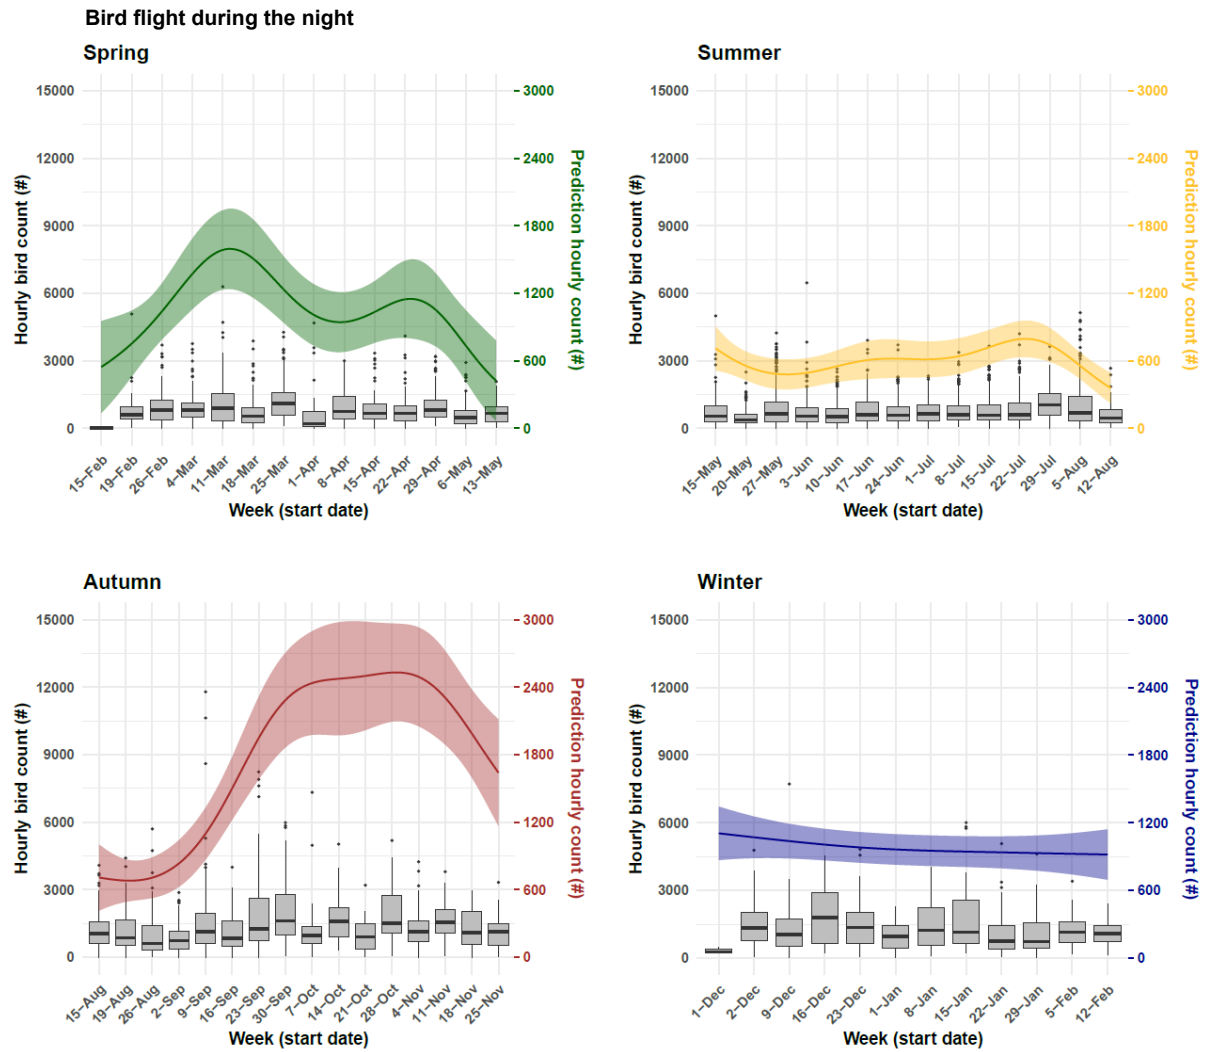 Bird flight during the night
Spring
Hourly bird count (#)
15000
12000
9000
6000
3000
0
3000
2400
1800
1200
600
0
Prediction hourly count (#)
15–Feb
19–Feb
26–Feb
4–Mar
11–Mar
18–Mar
25–Mar
1–Apr
8–Apr
15–Apr
22–Apr
29–Apr
6–May
13–May
Week (start date)
Summer
Hourly bird count (#)
15000
12000
9000
6000
3000
0
3000
2400
1800
1200
600
0
Prediction hourly count (#)
15–May
20–May
27–May
3–Jun
10–Jun
17–Jun
24–Jun
1–Jul
8–Jul
15–Jul
22–Jul
29–Jul
5–Aug
12–Aug
Week (start date)
Autumn
Hourly bird count (#)
15000
12000
9000
6000
3000
0
3000
2400
1800
1200
600
0
Prediction hourly count (#)
15–Aug
19–Aug
26–Aug
2–Sep
9–Sep
16–Sep
23–Sep
30–Sep
7–Oct
14–Oct
21–Oct
28–Oct
4–Nov
11–Nov
18–Nov
25–Nov
Week (start date)
Winter
Hourly bird count (#)
15000
12000
9000
6000
3000
0
3000
2400
1800
1200
600
0
Prediction hourly count (#)
1–Dec
2–Dec
9–Dec
16–Dec
23–Dec
1–Jan
8–Jan
15–Jan
22–Jan
29–Jan
5–Feb
12–Feb
Week (start date)